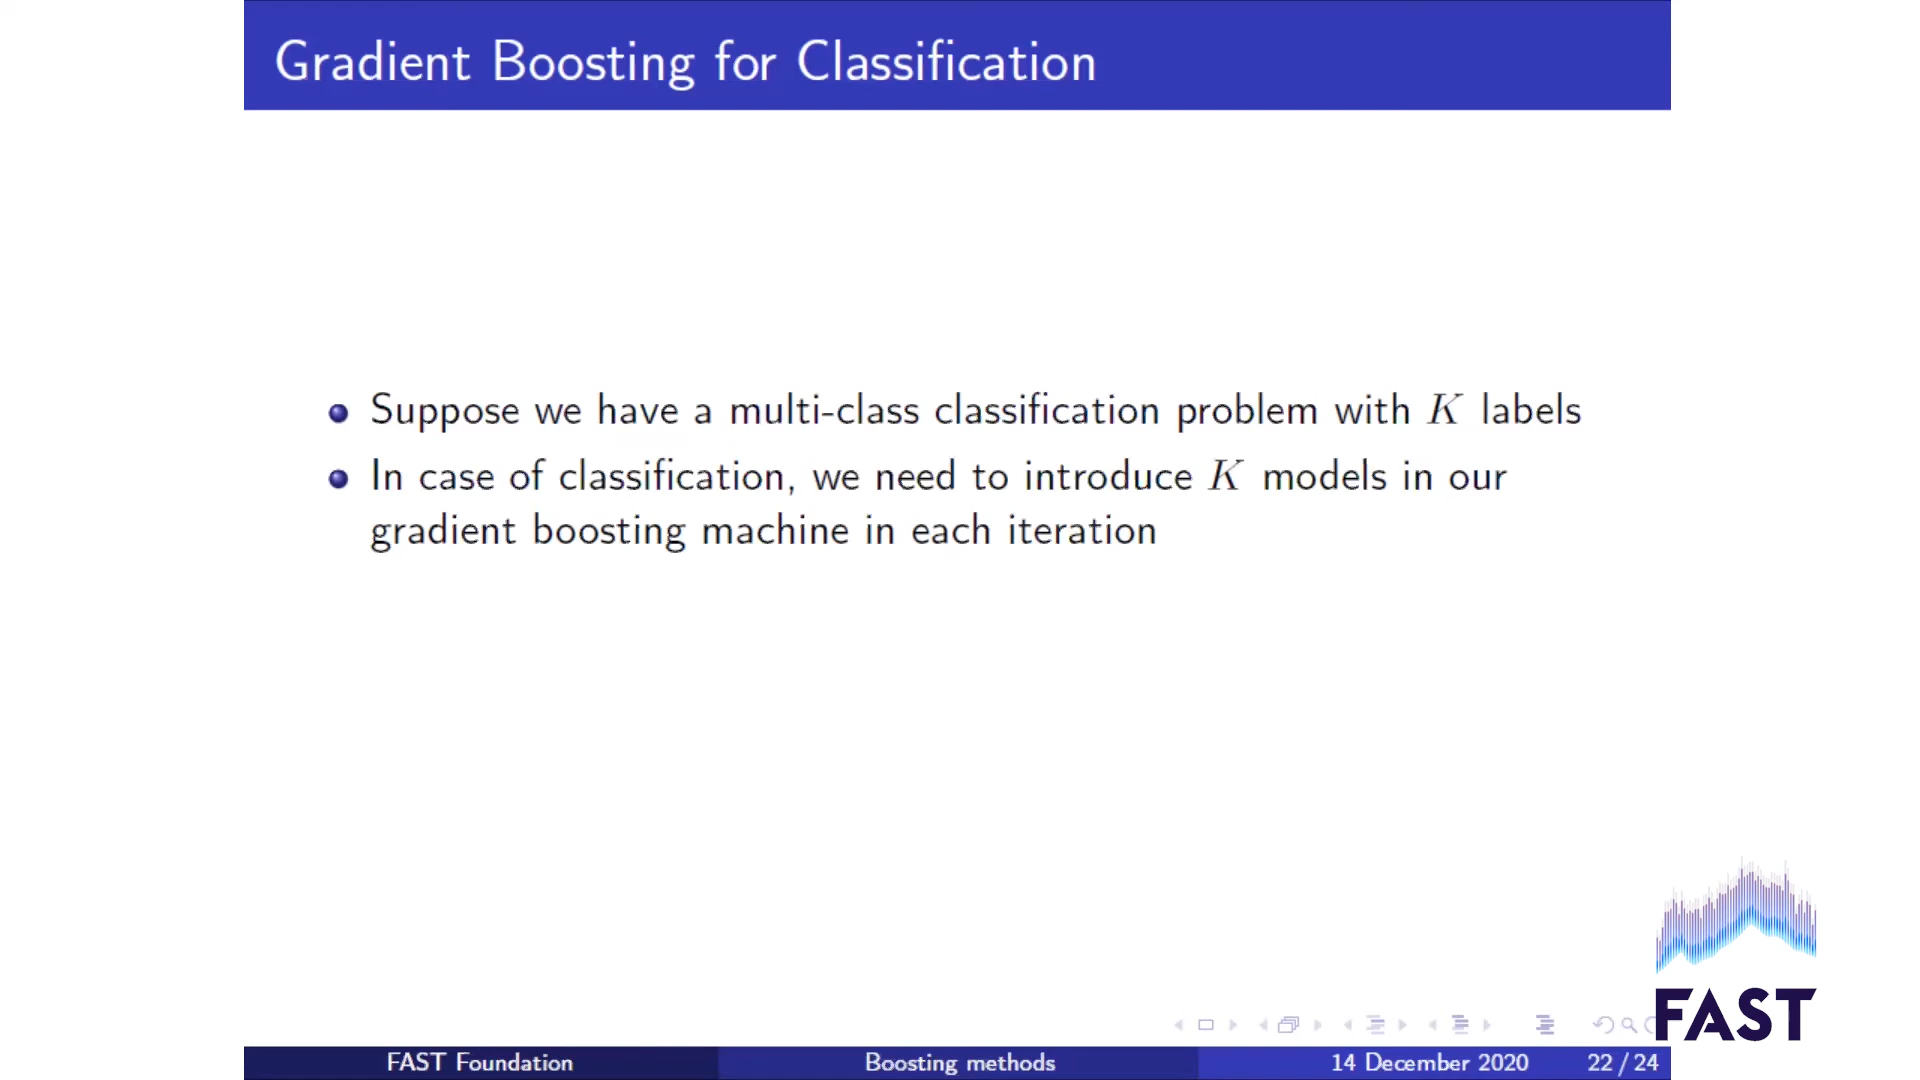 Gradient Boosting for Classification
Suppose we have a multi-class classification problem with K labels
In case of classification, we need to introduce K models in our
gradient boosting machine in each iteration
FAST
FAST Foundation
Boosting methods
14 December 2020
22 / 24